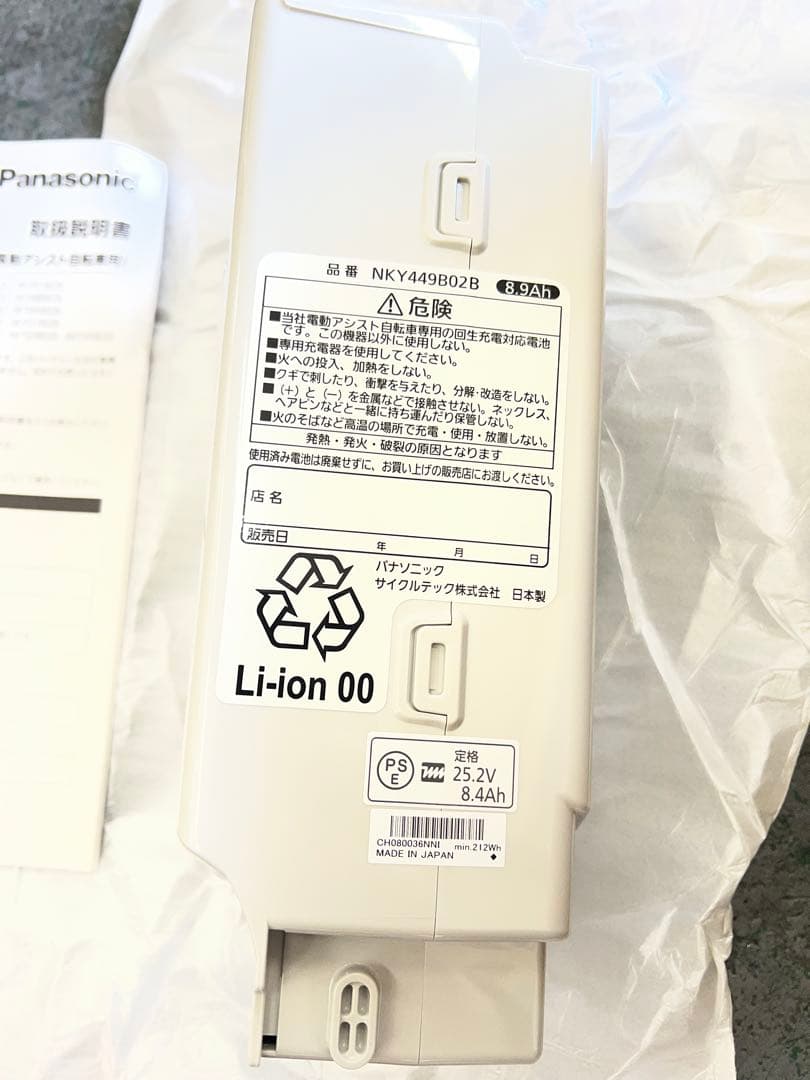 Panasonic
取扱説明書
品番 NKY449B02B 8.9Ah
⚠危険
■当社電動アシスト自転車専用の回生充電対応電池
です。この機器以外に使用しない。
■専用充電器を使用してください。
■火への投入、加熱をしない。
■クギで刺したり、衝撃を与えたり、分解・改造をしない。
■(+)と(−)を金属などで接触させない。ネックレス、
ヘアピンなどと一緒に持ち運んだり保管しない。
■火のそばなど高温の場所で充電・使用・放置しない。
発熱・発火・破裂の原因となります
使用済み電池は廃棄せずに、お買い上げの販売店にお渡しください。
店名
販売日 年 月 日
パナソニック
サイクルテック株式会社 日本製
Li-ion 00
PS
E
定格
25.2V
8.4Ah
CH080036NNI min.212Wh
MADE IN JAPAN ◆